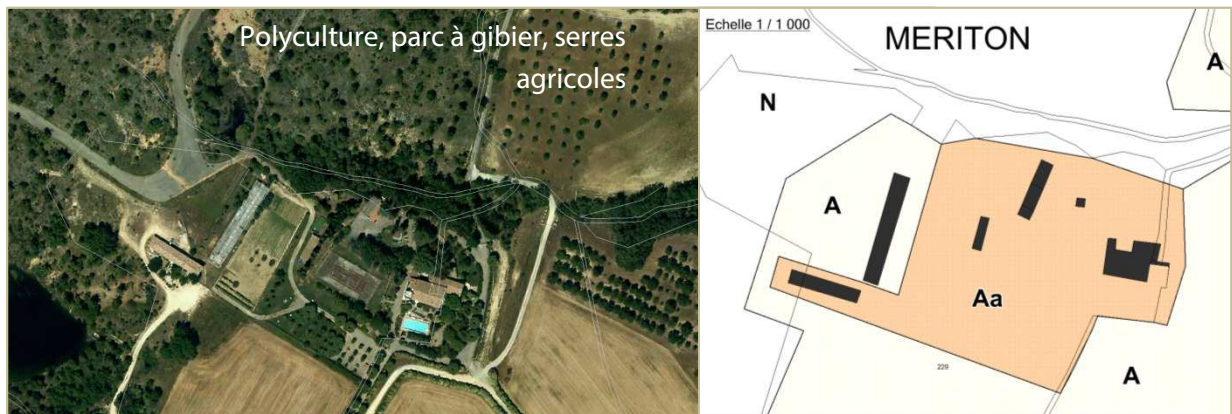 Polyculture, parc à gibier, serres
agricoles
Echelle 1 / 1 000
MERITON
A
N
A
Aa
229
A